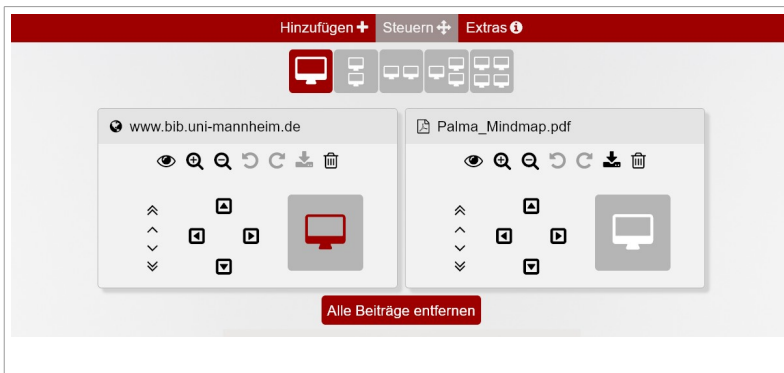 Hinzufügen Steuern Extras
www.bib.uni-mannheim.de
Palma_Mindmap.pdf
Alle Beiträge entfernen